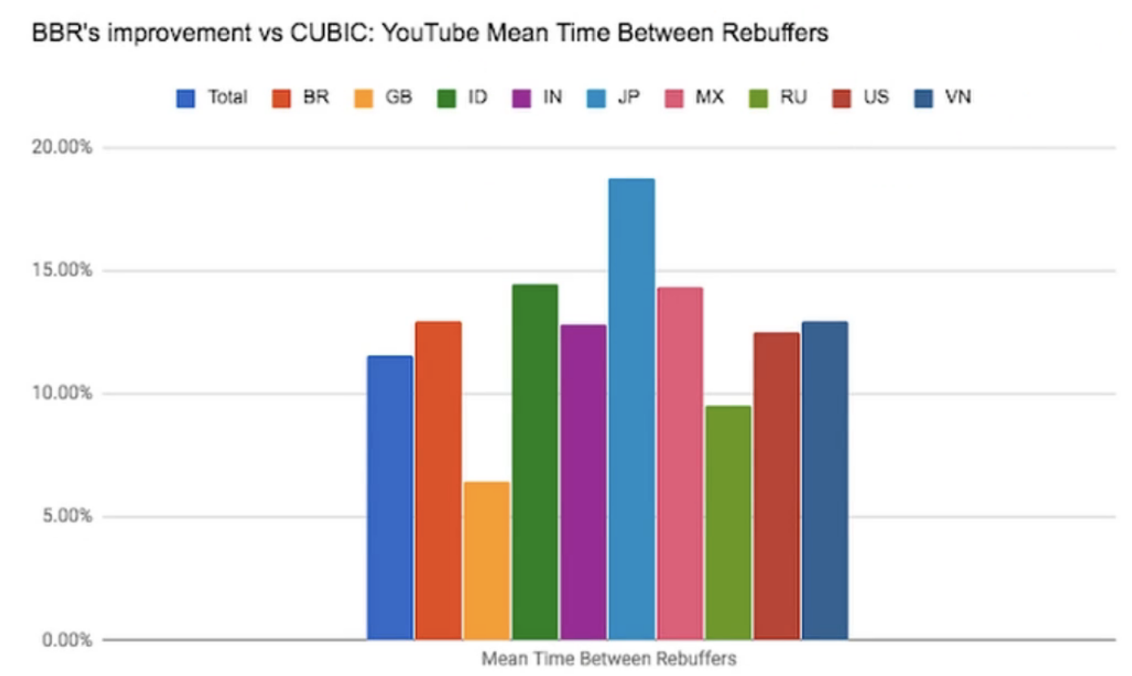 BBR's improvement vs CUBIC: YouTube Mean Time Between Rebuffers
Total BR GB ID IN JP MX RU US VN
20.00%
15.00%
10.00%
5.00%
0.00%
Mean Time Between Rebuffers